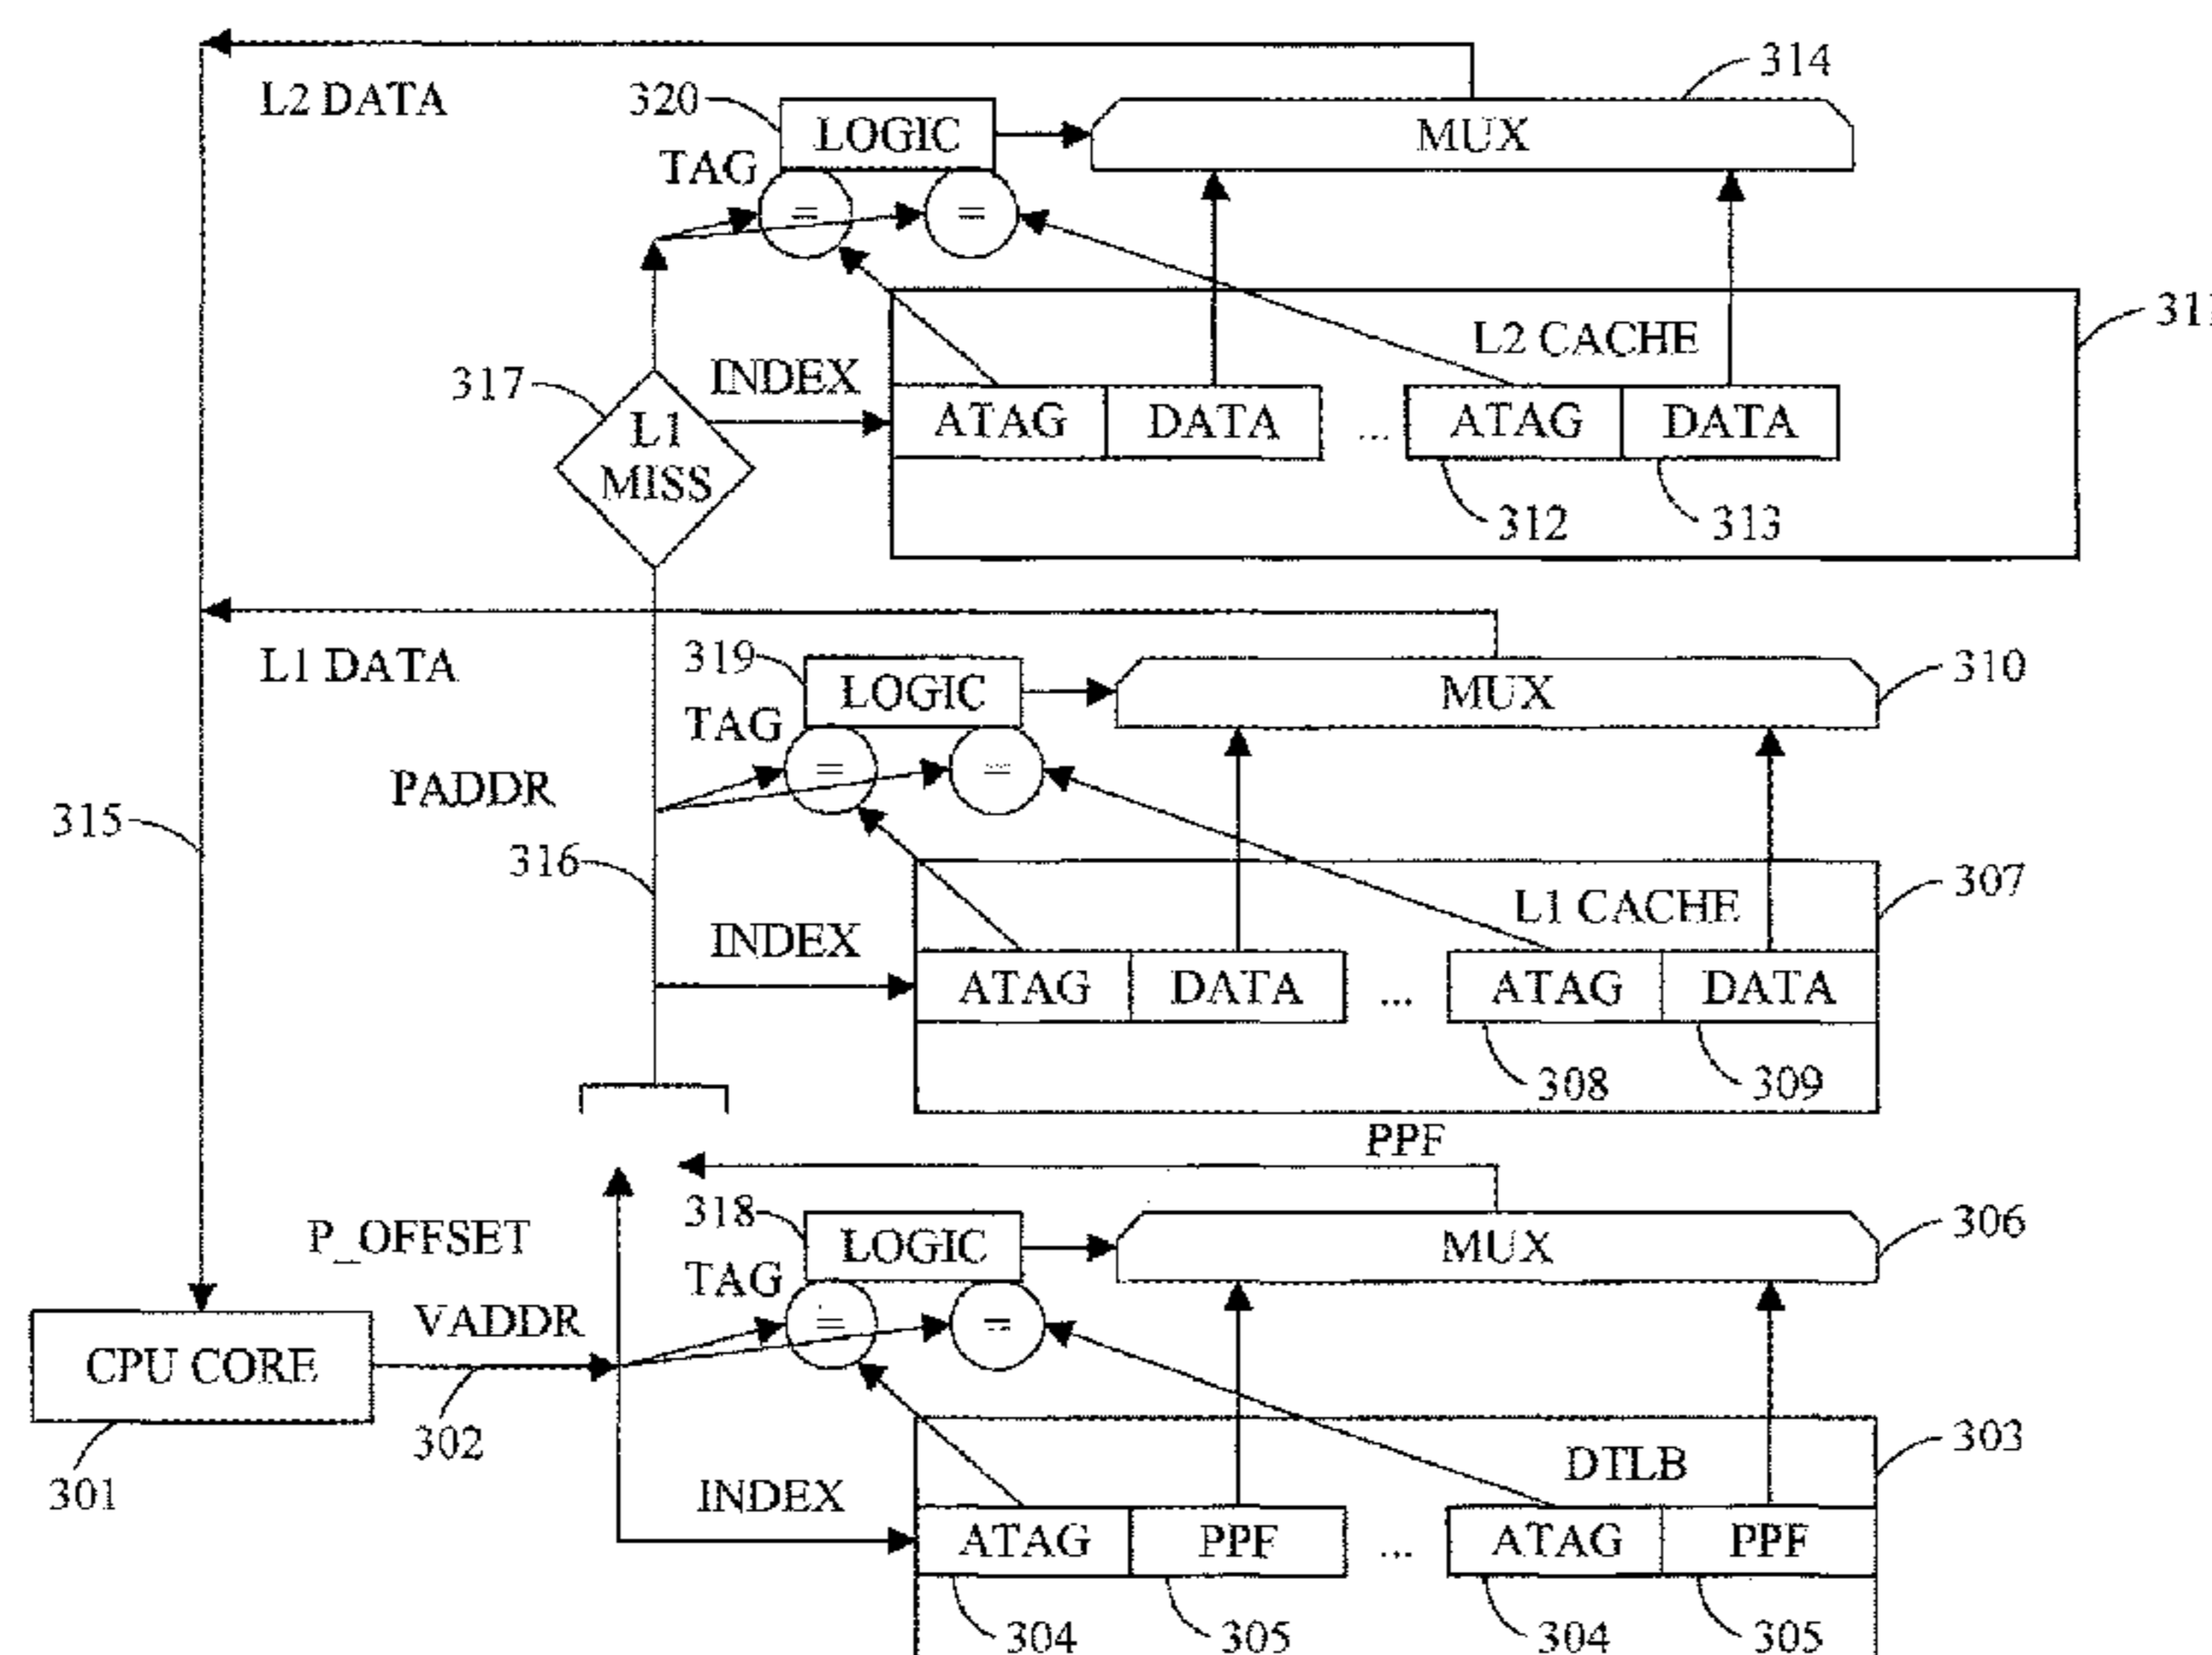 314
L2 DATA 320 LOGIC MUX
TAG
= =
311
L2 CACHE
317 INDEX
L1 MISS ATAG DATA ... ATAG DATA
312 313
L1 DATA 319 LOGIC MUX 310
TAG
= =
PADDR
315
316 307
L1 CACHE
INDEX
ATAG DATA ... ATAG DATA
308 309
PPF
P_OFFSET 318 LOGIC MUX 306
TAG
= =
VADDR
CPU CORE
302 303
301 DTLB
INDEX
ATAG PPF ... ATAG PPF
304 305 304 305